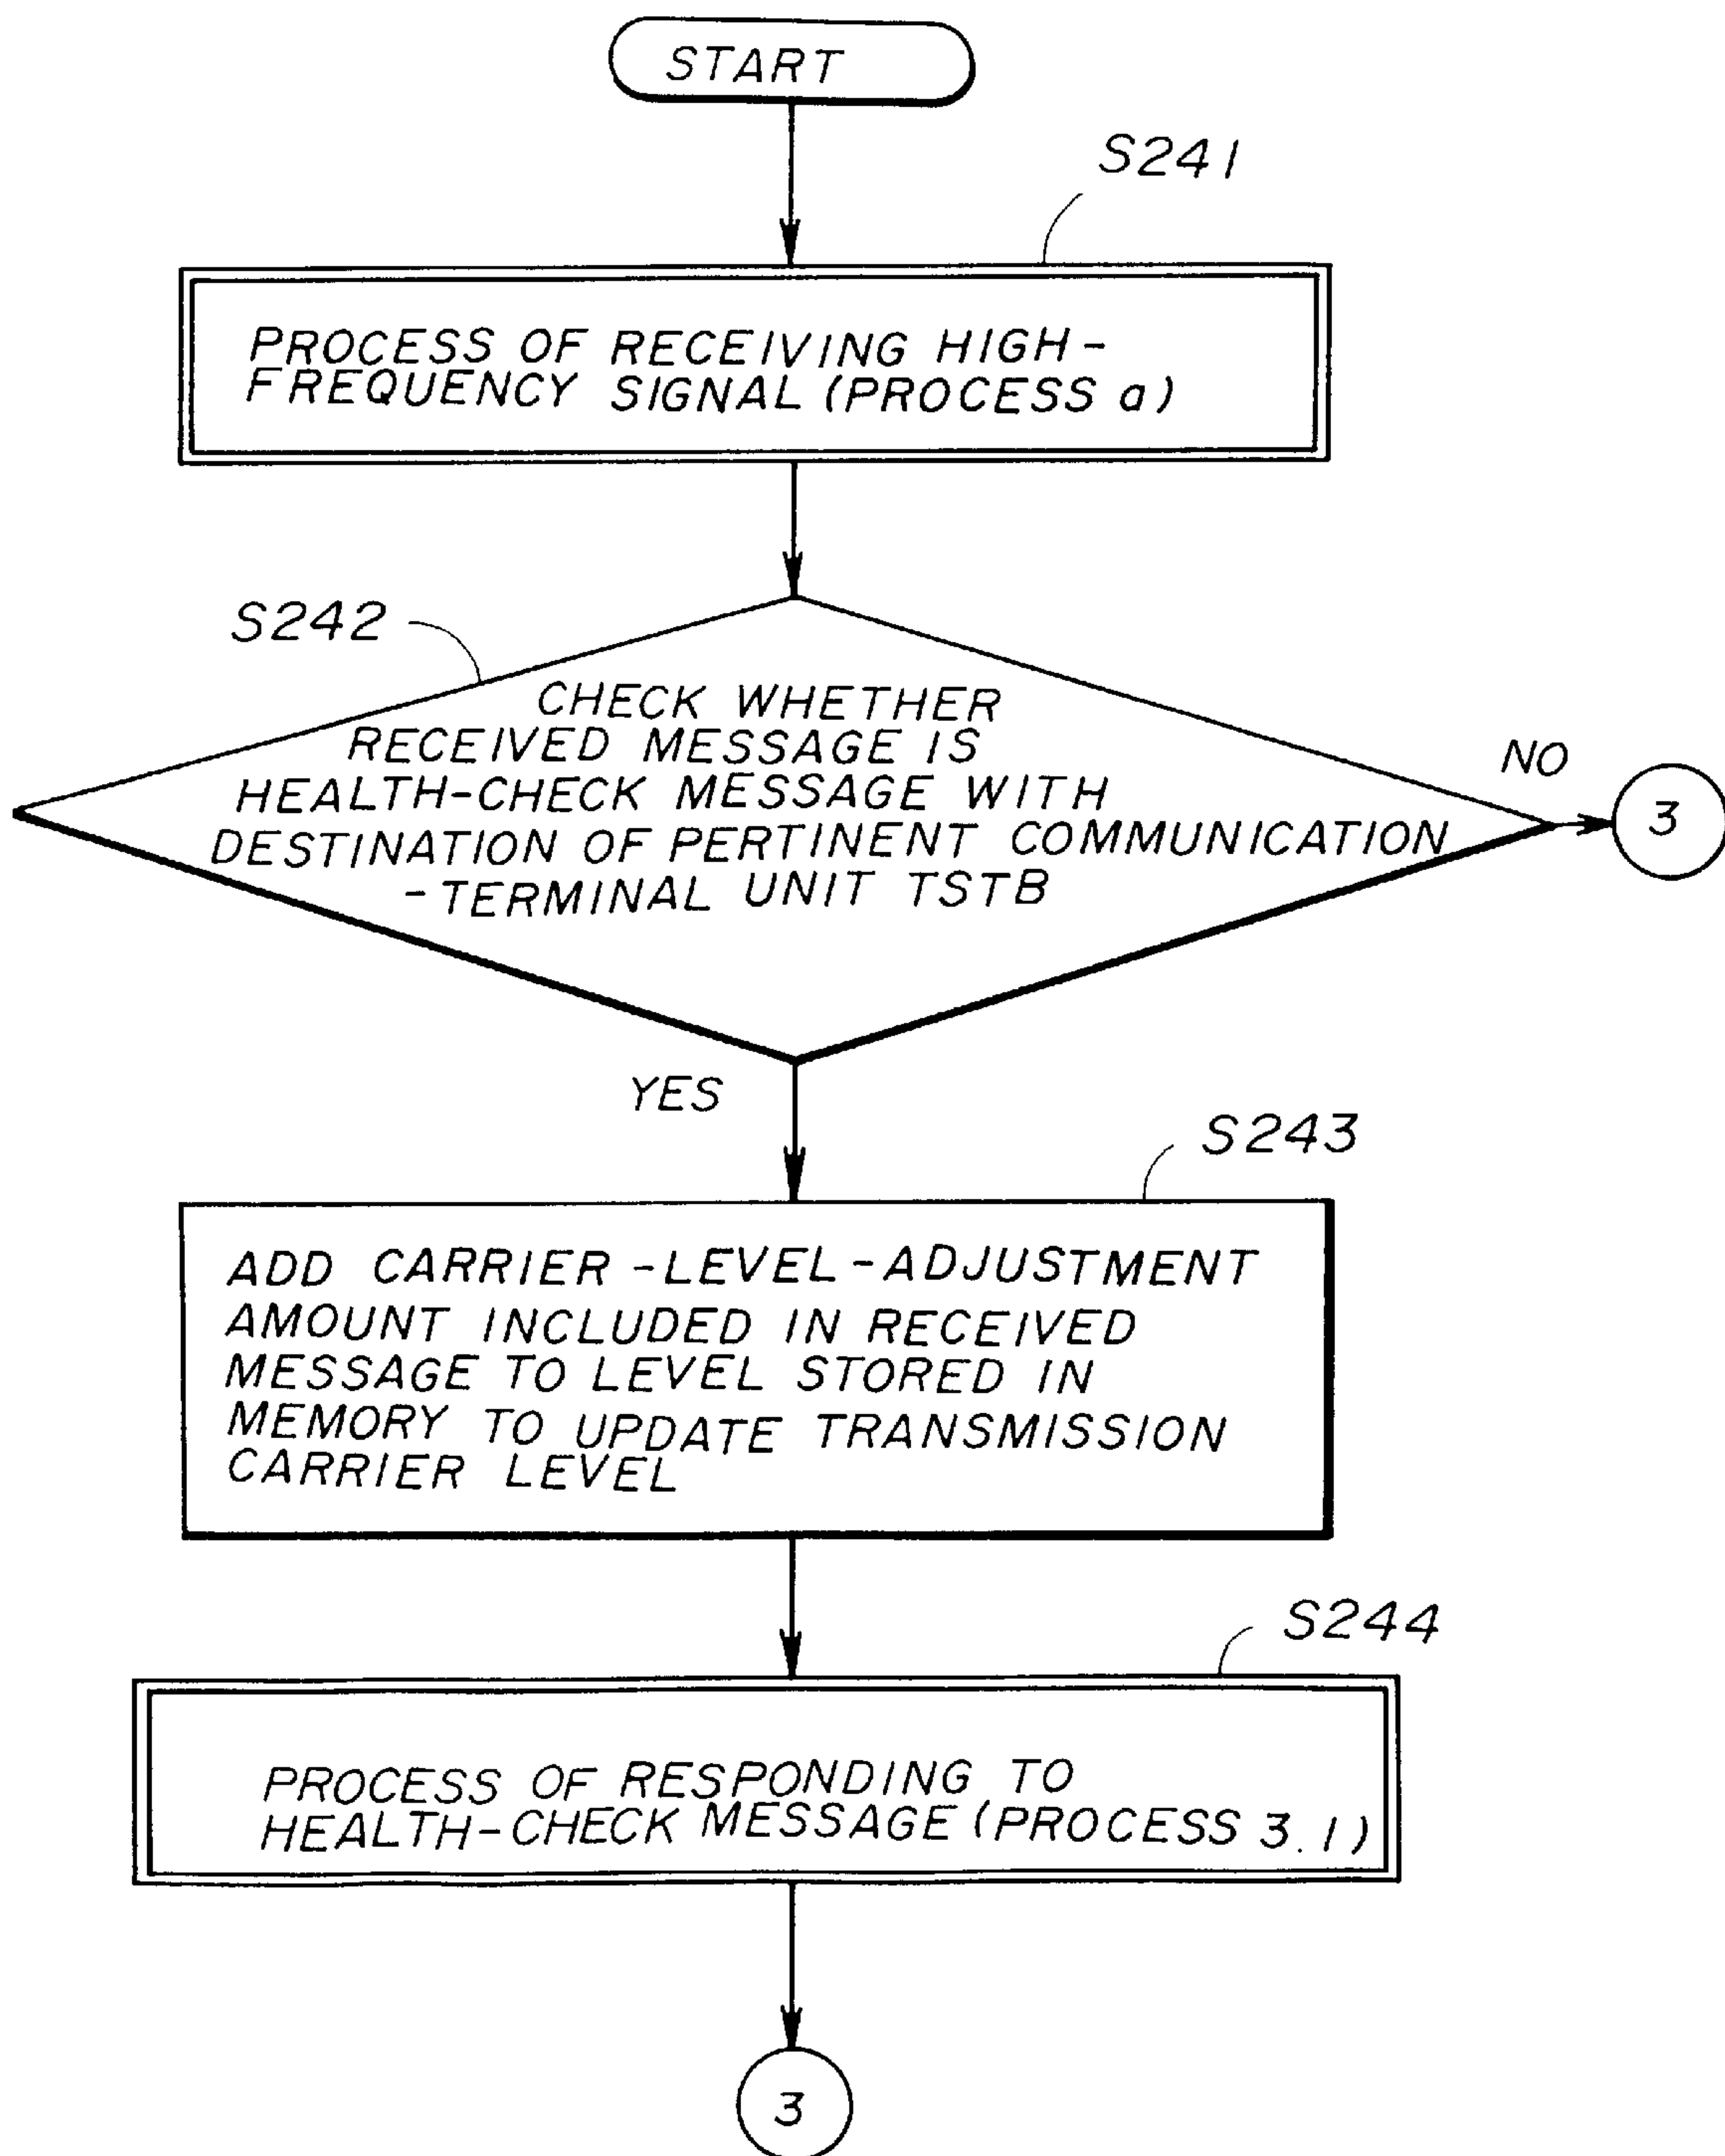 START
S241
PROCESS OF RECEIVING HIGH-
FREQUENCY SIGNAL (PROCESS a)
S242
CHECK WHETHER
RECEIVED MESSAGE IS
HEALTH-CHECK MESSAGE WITH
DESTINATION OF PERTINENT COMMUNICATION
-TERMINAL UNIT TSTB
NO
3
YES
S243
ADD CARRIER-LEVEL-ADJUSTMENT
AMOUNT INCLUDED IN RECEIVED
MESSAGE TO LEVEL STORED IN
MEMORY TO UPDATE TRANSMISSION
CARRIER LEVEL
S244
PROCESS OF RESPONDING TO
HEALTH-CHECK MESSAGE (PROCESS 3.1)
3